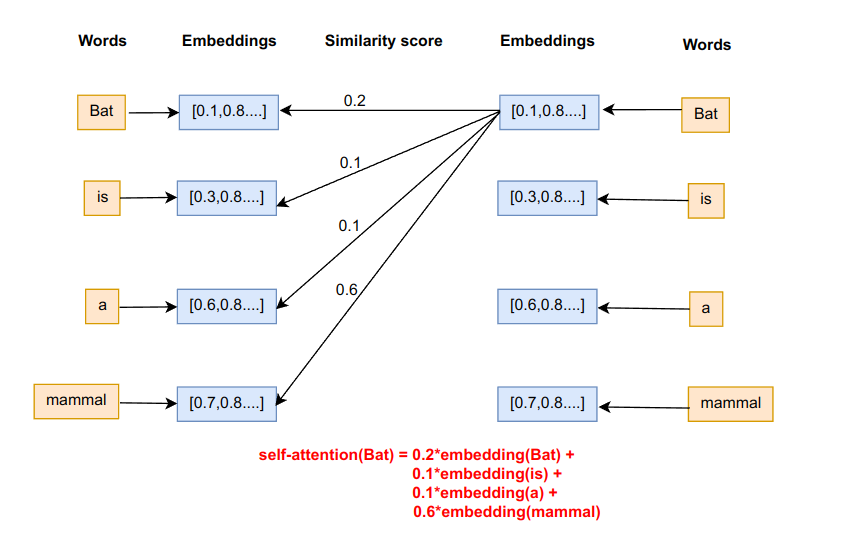 Words Embeddings Similarity score Embeddings Words
Bat [0.1,0.8....] 0.2 [0.1,0.8....] Bat
0.1
is [0.3,0.8....] [0.3,0.8....] is
0.1
0.6
a [0.6,0.8....] [0.6,0.8....] a
mammal [0.7,0.8....] [0.7,0.8....] mammal
self-attention(Bat) = 0.2*embedding(Bat) +
0.1*embedding(is) +
0.1*embedding(a) +
0.6*embedding(mammal)